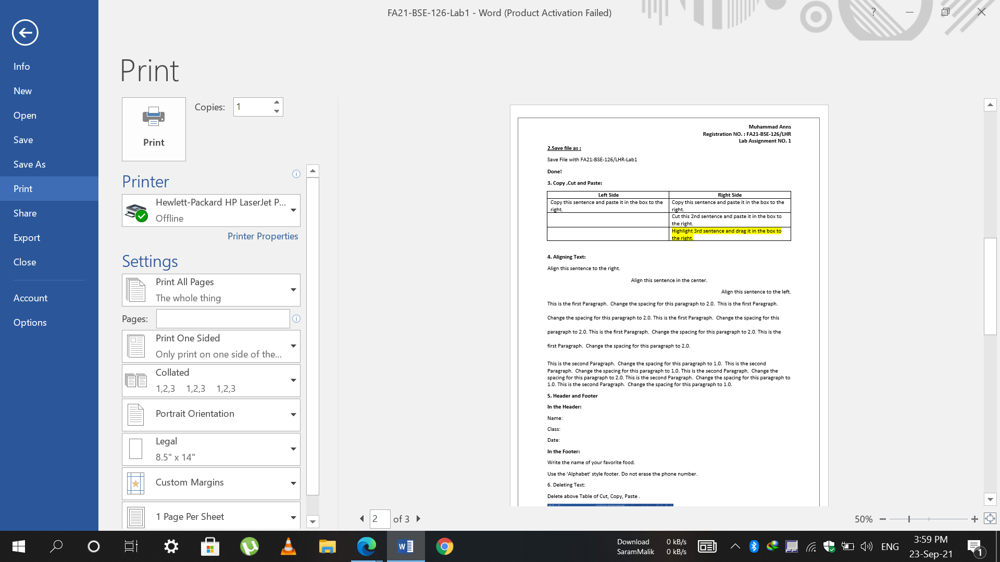 FA21-BSE-126-Lab1 - Word (Product Activation Failed)
?
Info
New
Open
Save
Save As
Print
Share
Export
Close
Account
Options
Print
Print
Copies:
1
Printer
Hewlett-Packard HP LaserJet P...
Offline
Printer Properties
Settings
Print All Pages
The whole thing
Pages:
Print One Sided
Only print on one side of the...
Collated
1,2,3 1,2,3 1,2,3
Portrait Orientation
Legal
8.5" x 14"
Custom Margins
1 Page Per Sheet
Muhammad Anns
Registration NO. : FA21-BSE-126/LHR
Lab Assignment NO. 1
2.Save file as :
Save File with FA21-BSE-126/LHR-Lab1
Done!
3. Copy ,Cut and Paste:
Left Side Right Side
Copy this sentence and paste it in the box to the
right.
Copy this sentence and paste it in the box to the
right.
Cut this 2nd sentence and paste it in the box to
the right.
Highlight 3rd sentence and drag it in the box to
the right.
4. Aligning Text:
Align this sentence to the right.
Align this sentence in the center.
Align this sentence to the left.
This is the first Paragraph. Change the spacing for this paragraph to 2.0. This is the first Paragraph.
Change the spacing for this paragraph to 2.0. This is the first Paragraph. Change the spacing for this
paragraph to 2.0. This is the first Paragraph. Change the spacing for this paragraph to 2.0. This is the
first Paragraph. Change the spacing for this paragraph to 2.0.
This is the second Paragraph. Change the spacing for this paragraph to 1.0. This is the second
Paragraph. Change the spacing for this paragraph to 1.0. This is the second Paragraph. Change the
spacing for this paragraph to 2.0. This is the second Paragraph. Change the spacing for this paragraph to
1.0. This is the second Paragraph. Change the spacing for this paragraph to 1.0.
5. Header and Footer
In the Header:
Name:
Class:
Date:
In the Footer:
Write the name of your favorite food.
Use the ‘Alphabet’ style footer. Do not erase the phone number.
6. Deleting Text:
Delete above Table of Cut, Copy, Paste .
2 of 3
50%
Download 0 kB/s
SaramMalik 0 kB/s
ENG
3:59 PM
23-Sep-21
1